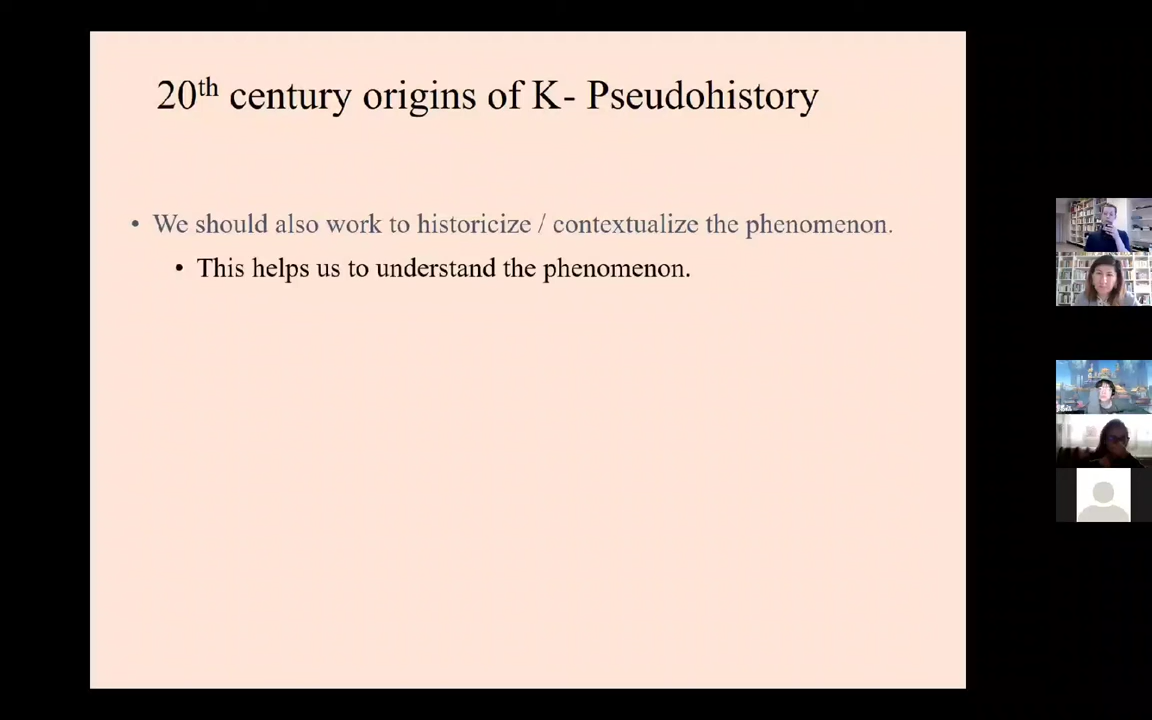 20th century origins of K- Pseudohistory
• We should also work to historicize / contextualize the phenomenon.
• This helps us to understand the phenomenon.